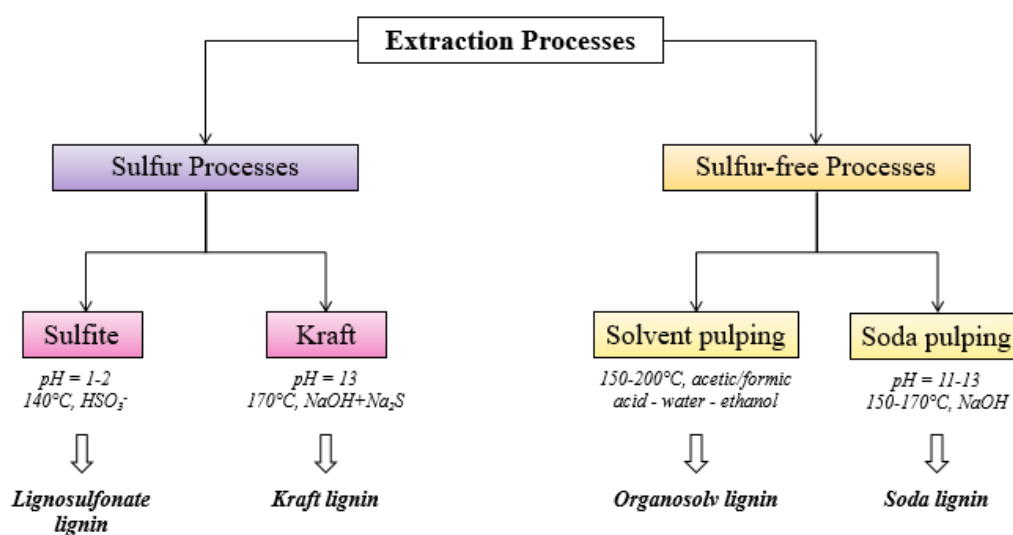 Extraction Processes
Sulfur Processes
Sulfur-free Processes
Sulfite
Kraft
Solvent pulping
Soda pulping
pH = 1-2
140°C, HSO₃⁻
pH = 13
170°C, NaOH+Na₂S
150-200°C, acetic/formic
acid - water - ethanol
pH = 11-13
150-170°C, NaOH
Lignosulfonate
lignin
Kraft lignin
Organosolv lignin
Soda lignin